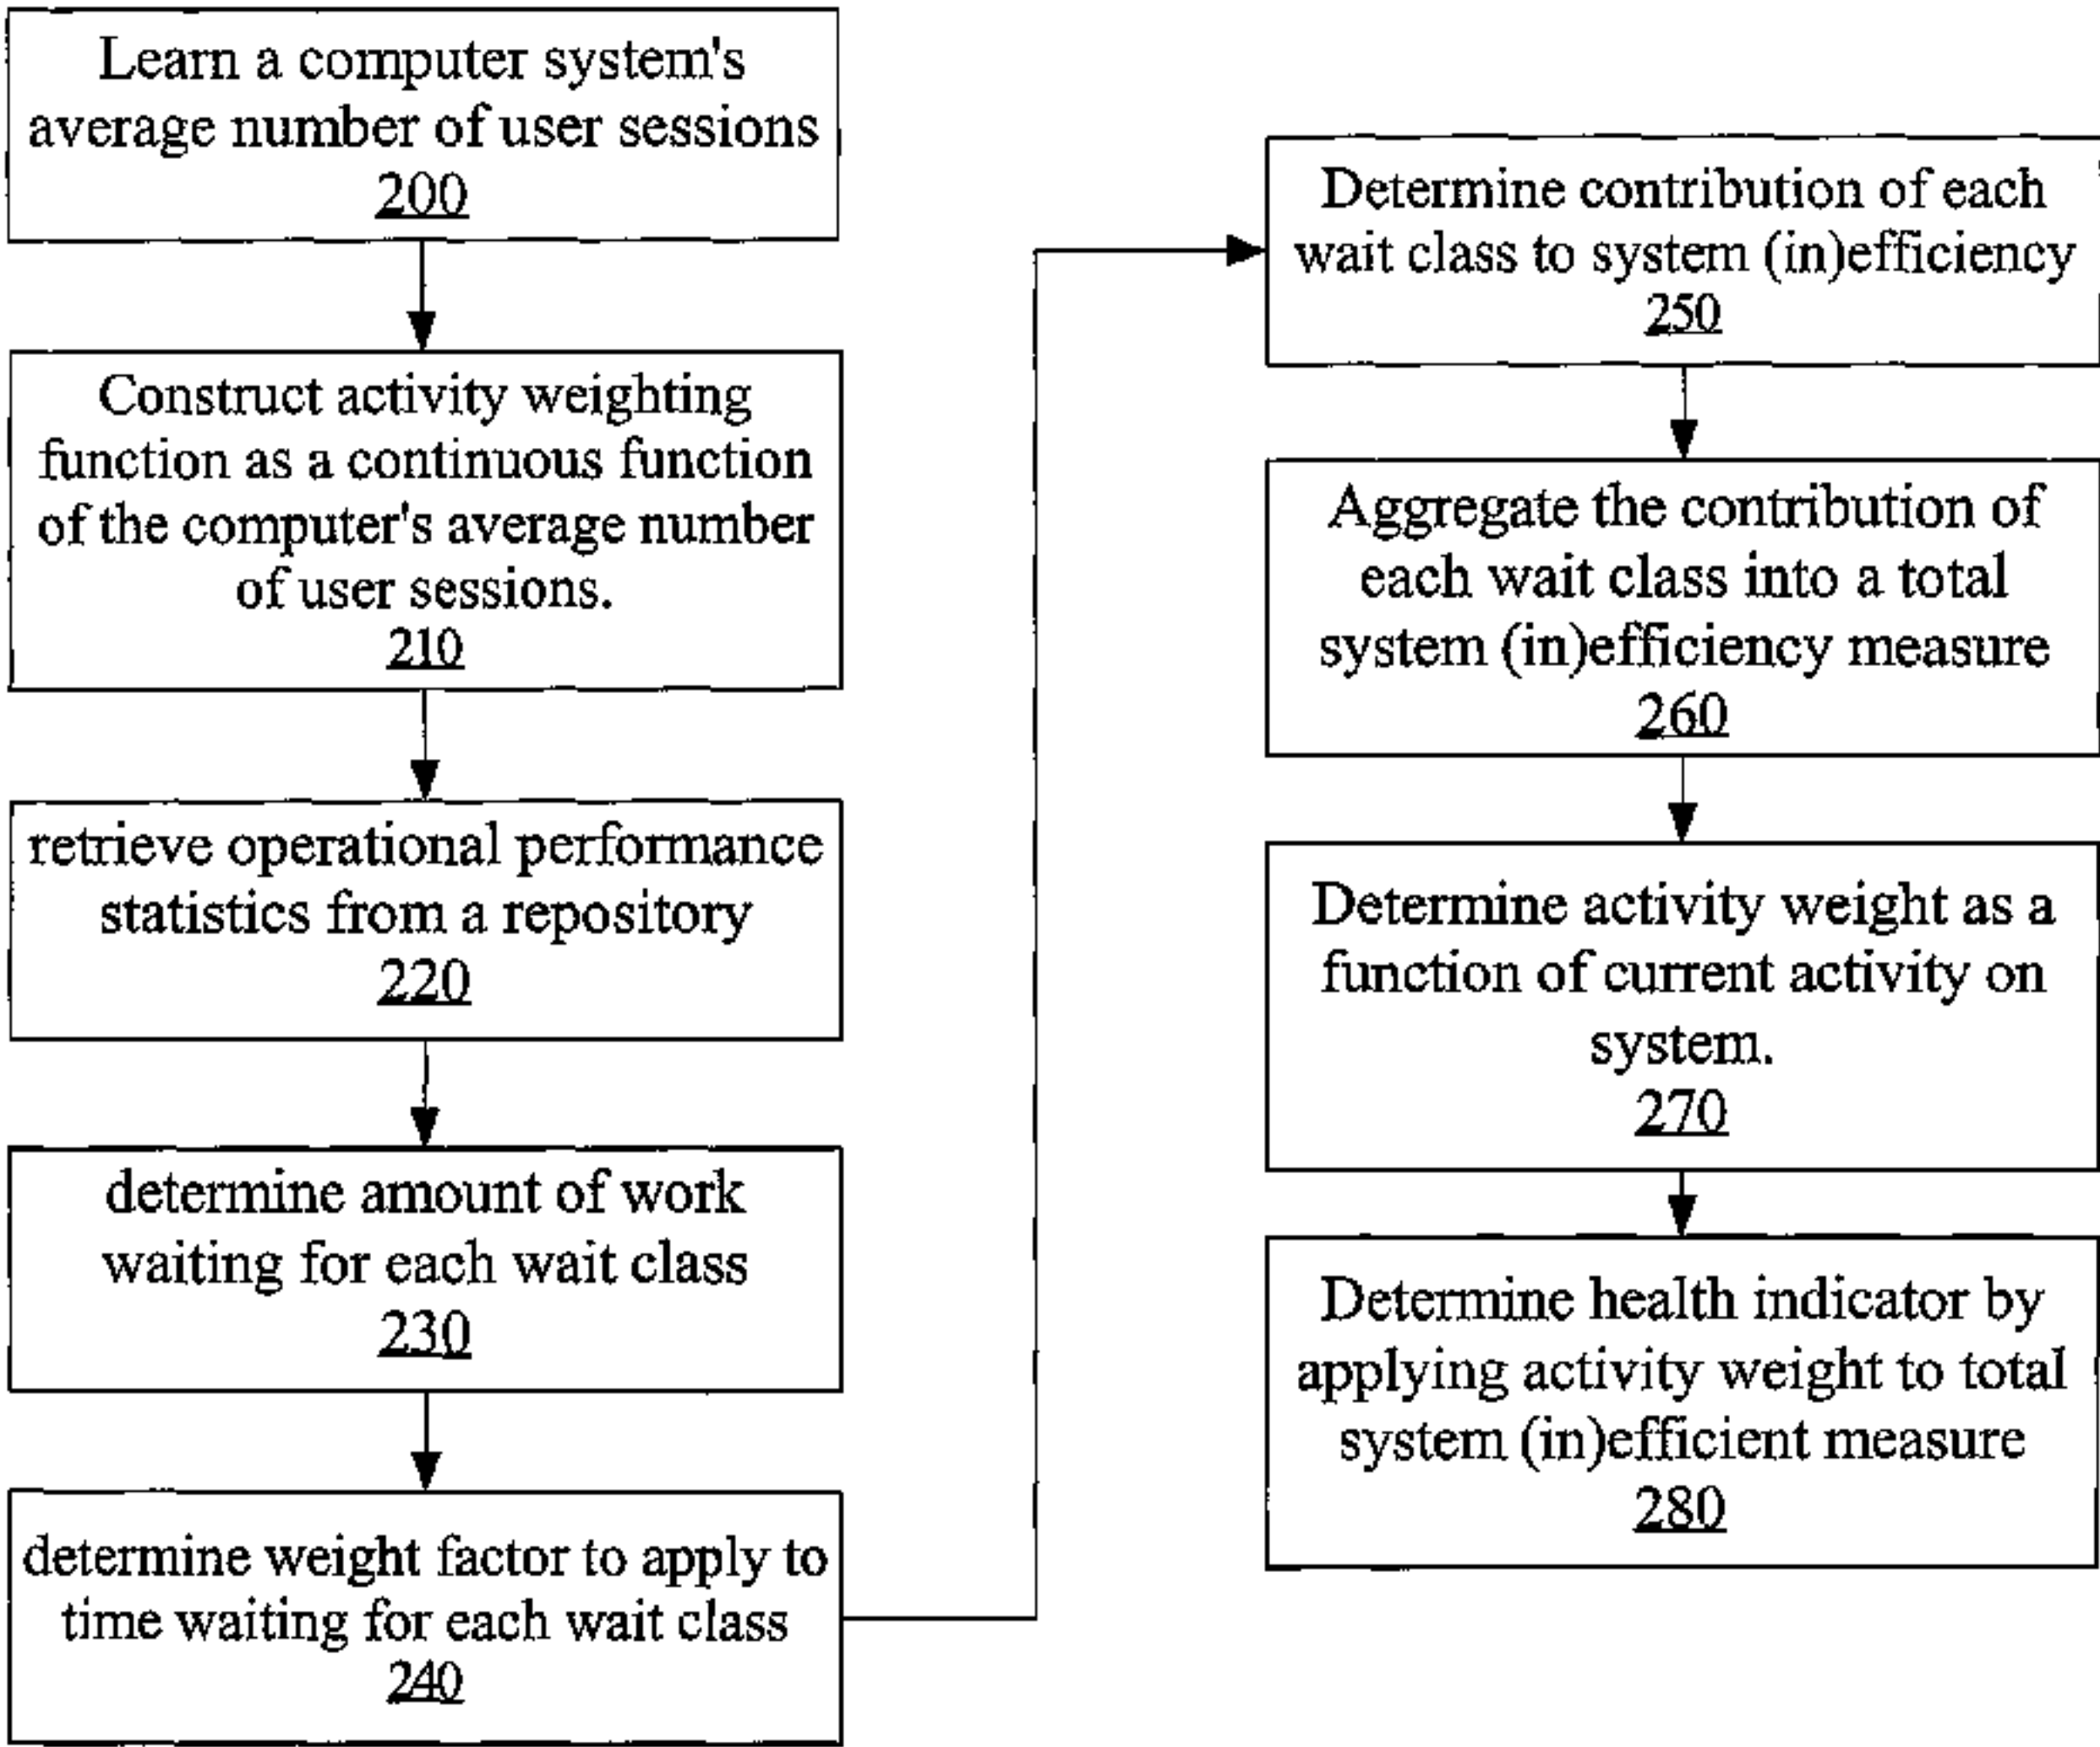 Learn a computer system's
average number of user sessions
200
Construct activity weighting
function as a continuous function
of the computer's average number
of user sessions.
210
retrieve operational performance
statistics from a repository
220
determine amount of work
waiting for each wait class
230
determine weight factor to apply to
time waiting for each wait class
240
Determine contribution of each
wait class to system (in)efficiency
250
Aggregate the contribution of
each wait class into a total
system (in)efficiency measure
260
Determine activity weight as a
function of current activity on
system.
270
Determine health indicator by
applying activity weight to total
system (in)efficient measure
280